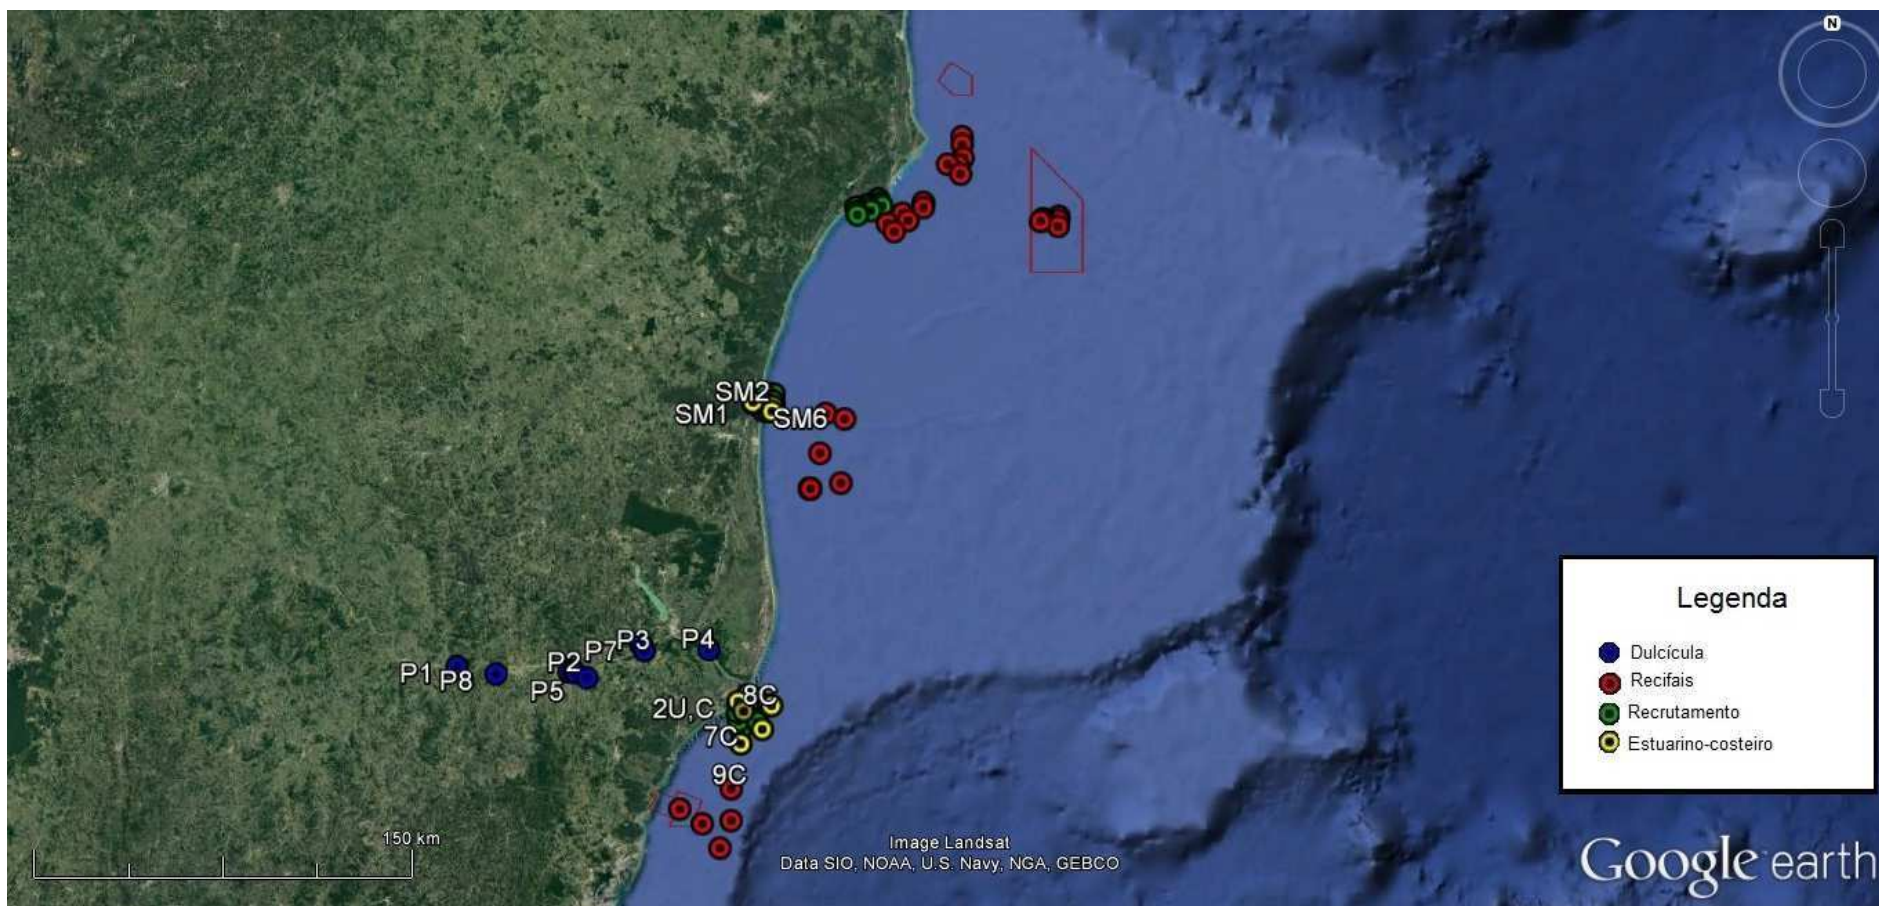 N
SM2
SM1
SM6
P3
P4
P7
P2
P1
P8
P5
8C
2U,C
7C
9C
150 km
Image Landsat
Data SIO, NOAA, U.S. Navy, NGA, GEBCO
Google earth
Legenda
Dulcícula
Recifais
Recrutamento
Estuarino-costeiro